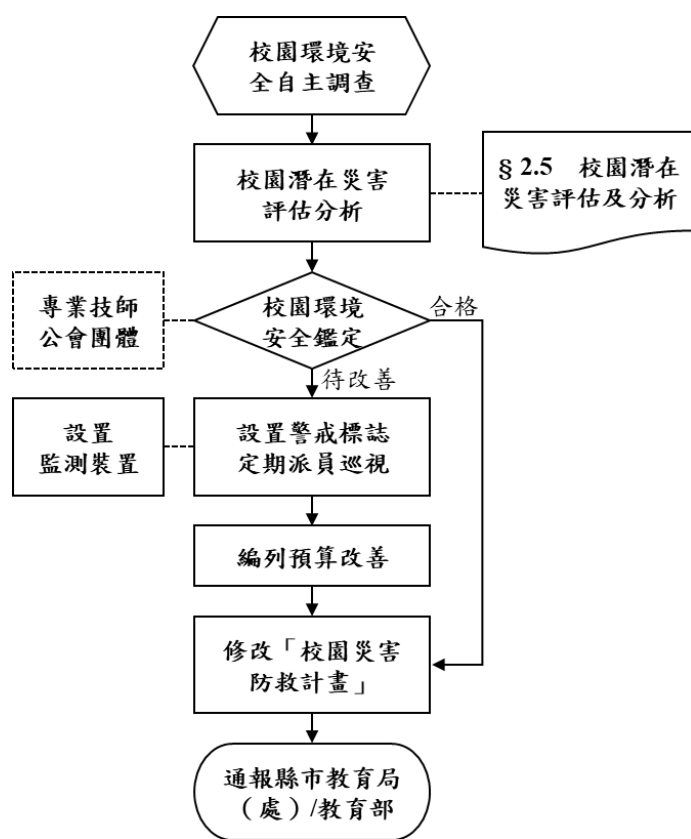 校園環境安
全自主調查
校園潛在災害
評估分析
§ 2.5 校園潛在
災害評估及分析
專業技師
公會團體
校園環境
安全鑑定
合格
待改善
設置
監測裝置
設置警戒標誌
定期派員巡視
編列預算改善
修改「校園災害
防救計畫」
通報縣市教育局
（處）/教育部